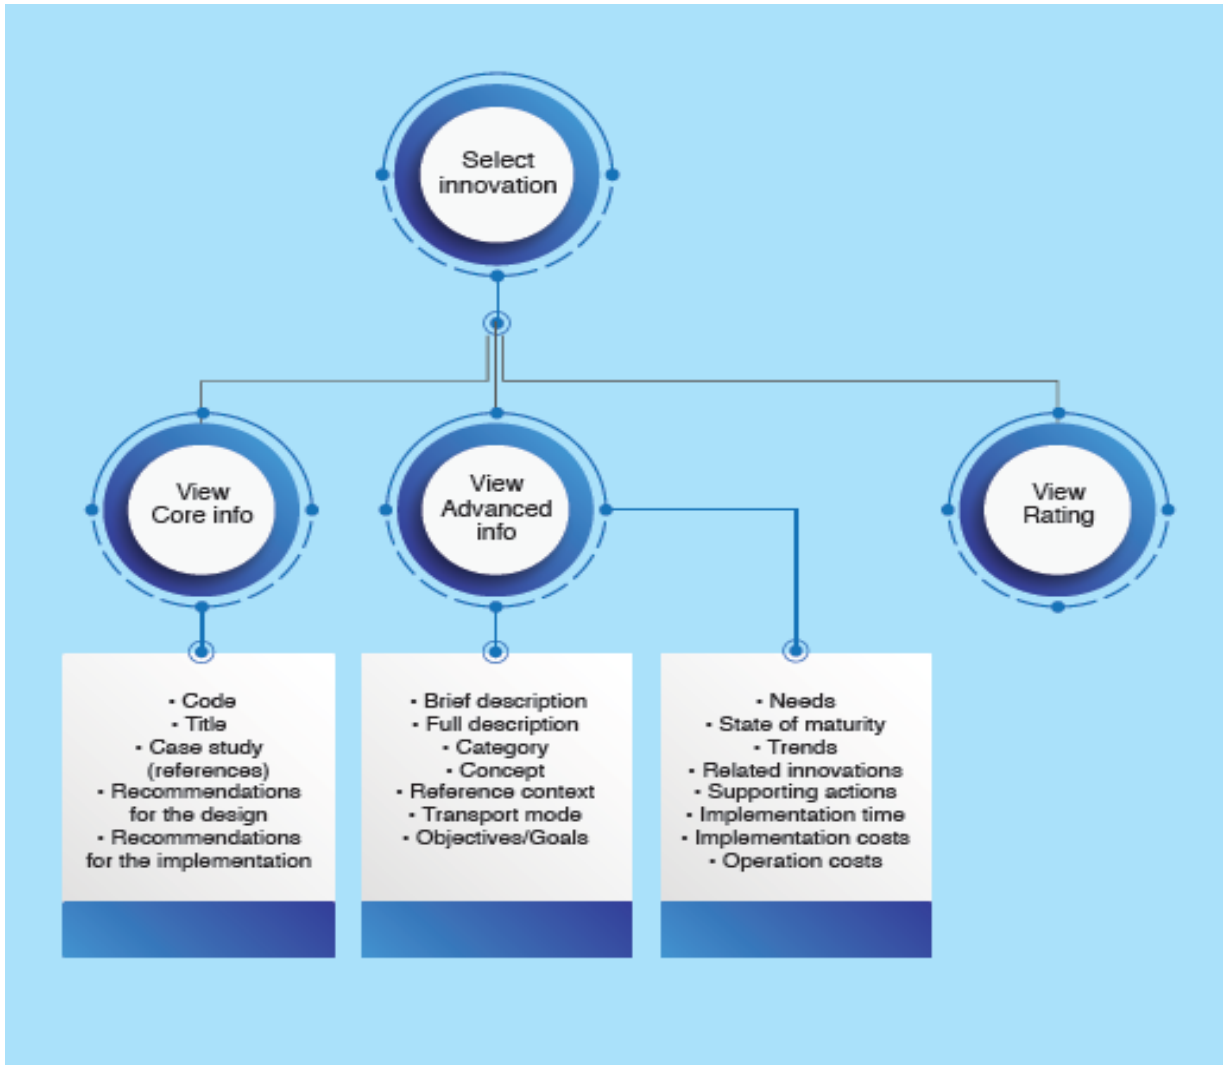 Select
innovation
View
Core info
View
Advanced
info
View
Rating
• Code
• Title
• Case study
(references)
• Recommendations
for the design
• Recommendations
for the implementation
• Brief description
• Full description
• Category
• Concept
• Reference context
• Transport mode
• Objectives/Goals
• Needs
• State of maturity
• Trends
• Related innovations
• Supporting actions
• Implementation time
• Implementation costs
• Operation costs